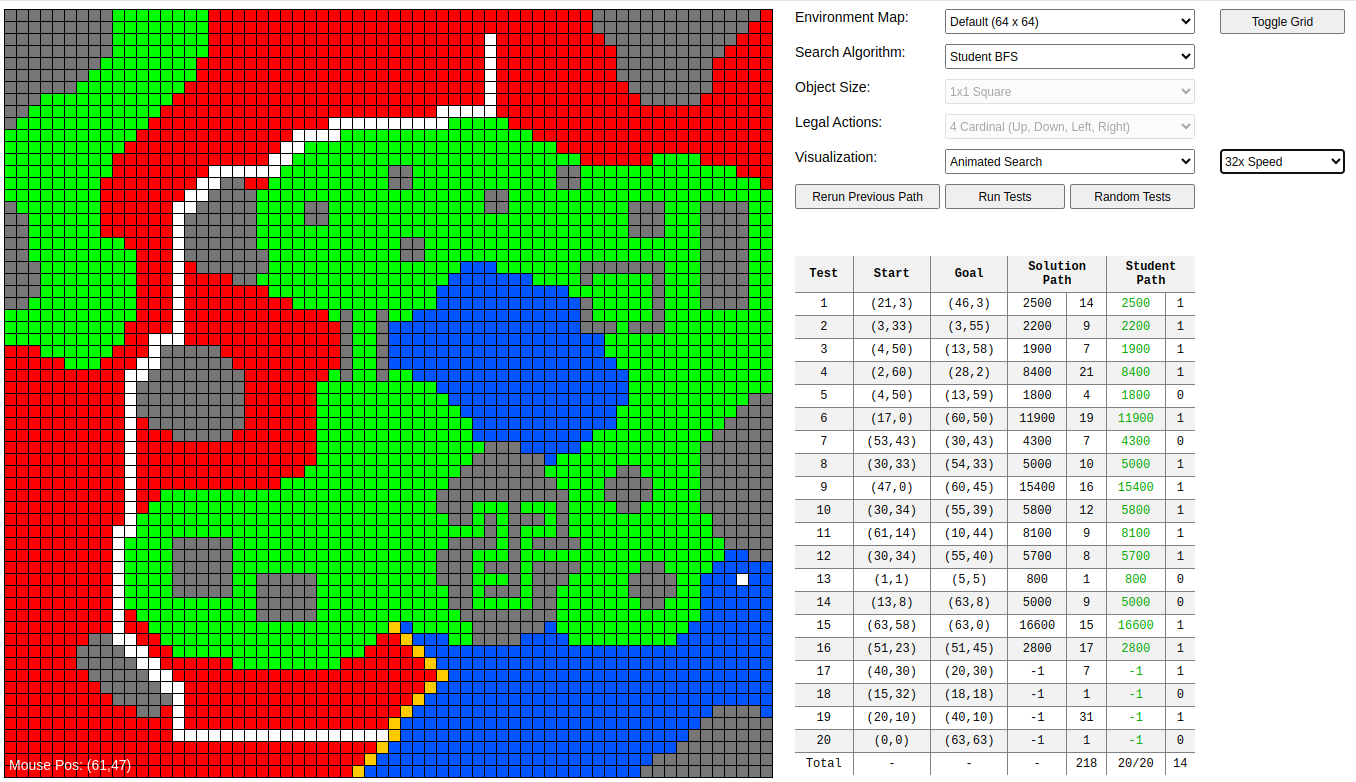 Environment Map: Default (64 x 64) Toggle Grid
Search Algorithm: Student BFS
Object Size: 1x1 Square
Legal Actions: 4 Cardinal (Up, Down, Left, Right)
Visualization: Animated Search 32x Speed
Rerun Previous Path Run Tests Random Tests
Test Start Goal Solution Path Student Path
1 (21,3) (46,3) 2500 14 2500 1
2 (3,33) (3,55) 2200 9 2200 1
3 (4,50) (13,58) 1900 7 1900 1
4 (2,60) (28,2) 8400 21 8400 1
5 (4,50) (13,59) 1800 4 1800 0
6 (17,0) (60,50) 11900 19 11900 1
7 (53,43) (30,43) 4300 7 4300 0
8 (30,33) (54,33) 5000 10 5000 1
9 (47,0) (60,45) 15400 16 15400 1
10 (30,34) (55,39) 5800 12 5800 1
11 (61,14) (10,44) 8100 9 8100 1
12 (30,34) (55,40) 5700 8 5700 1
13 (1,1) (5,5) 800 1 800 0
14 (13,8) (63,8) 5000 9 5000 0
15 (63,58) (63,0) 16600 15 16600 1
16 (51,23) (51,45) 2800 17 2800 1
17 (40,30) (20,30) -1 7 -1 1
18 (15,32) (18,18) -1 1 -1 0
19 (20,10) (40,10) -1 31 -1 1
20 (0,0) (63,63) -1 1 -1 0
Total - - - 218 20/20 14
Mouse Pos: (61,47)